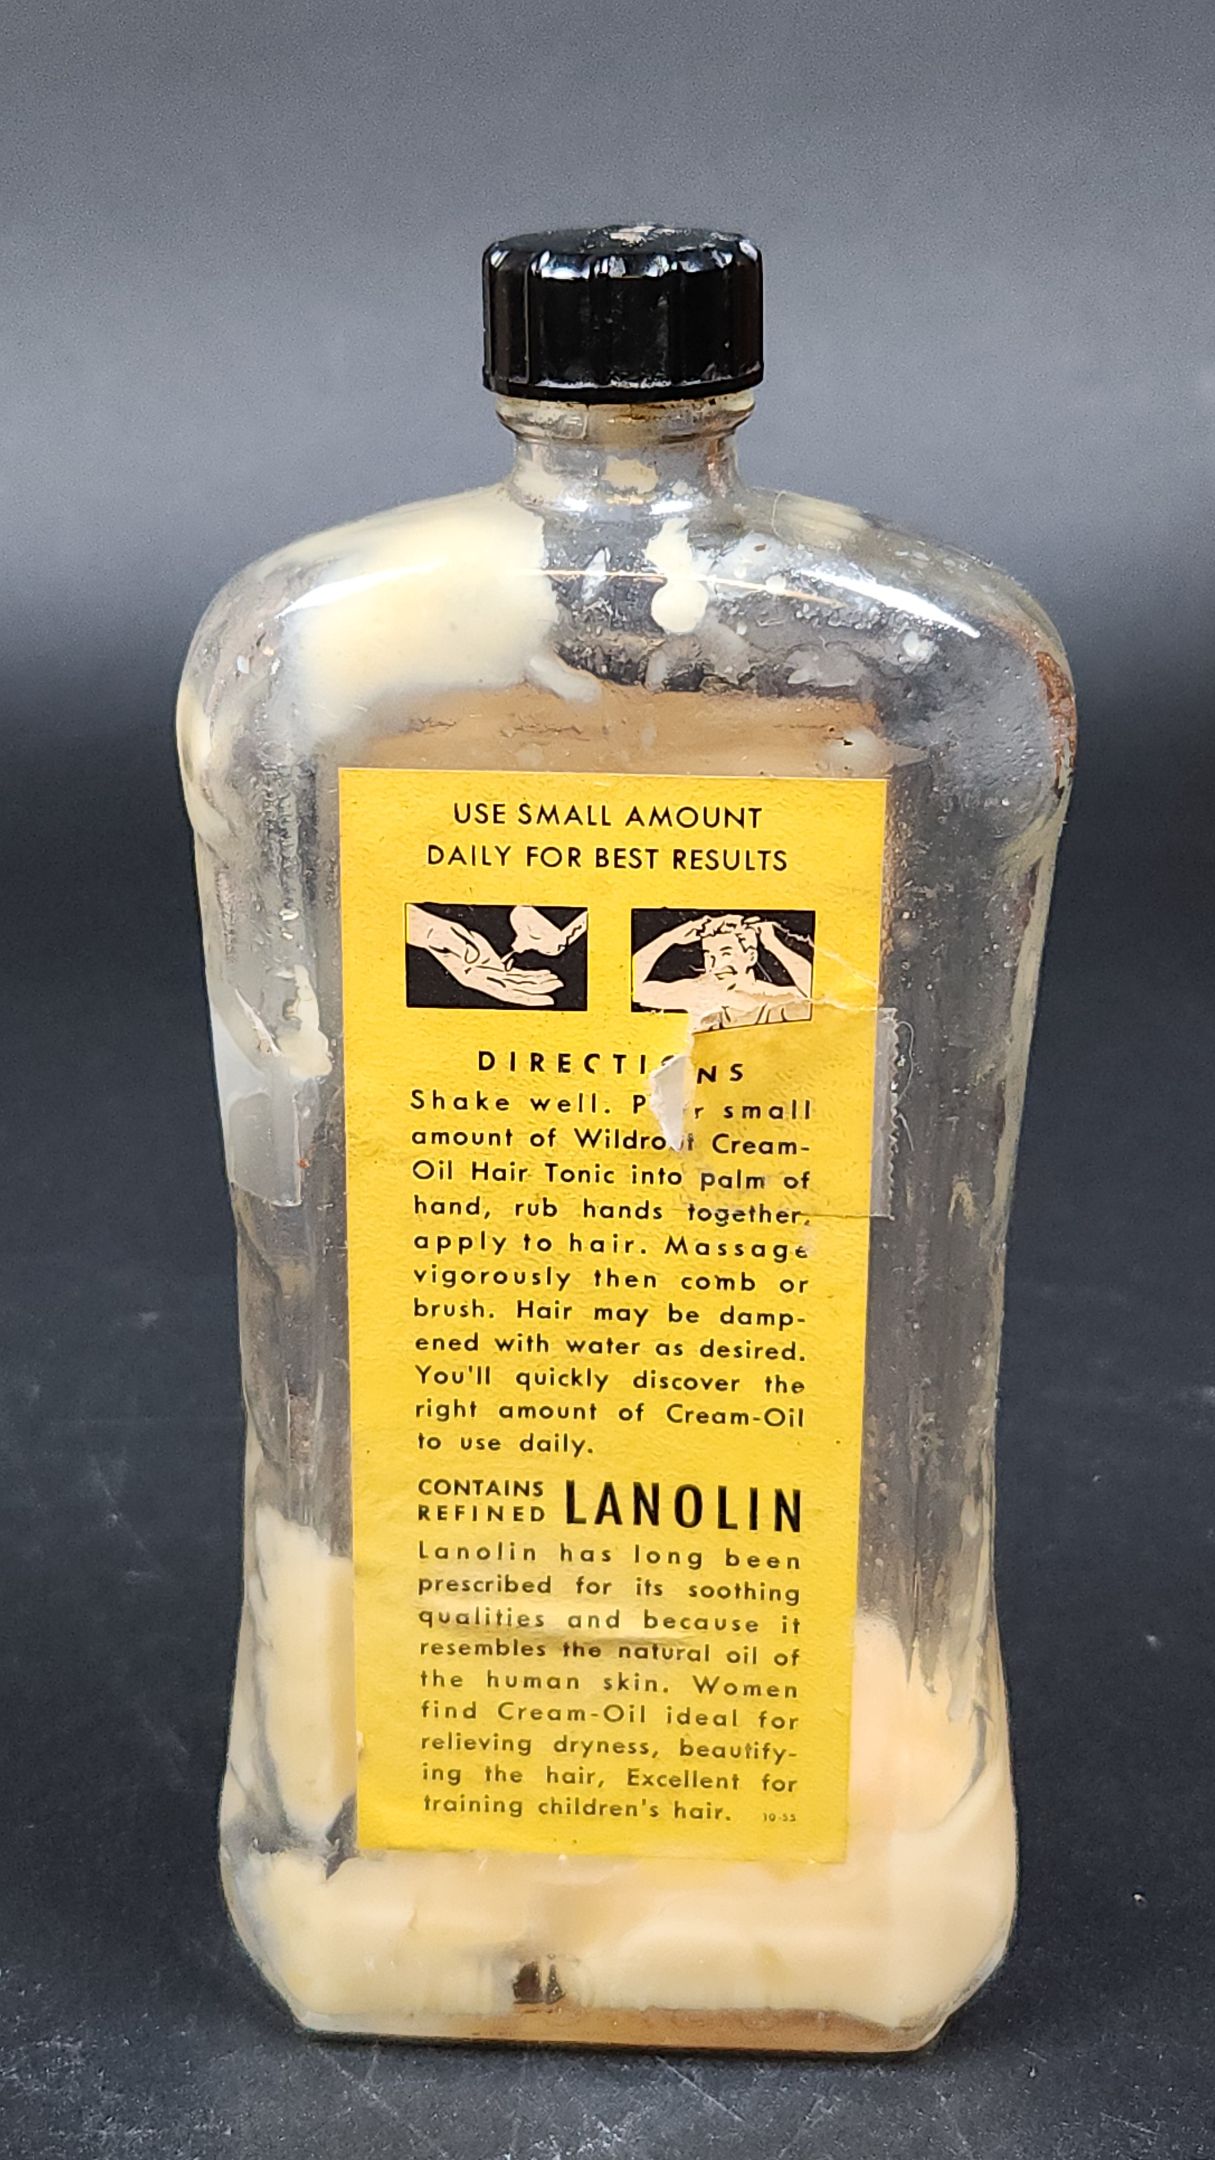 USE SMALL AMOUNT
DAILY FOR BEST RESULTS
DIRECTIONS
Shake well. small
amount of Wildroot Cream-
Oil Hair Tonic into palm of
hand, rub hands together,
apply to hair. Massage
vigorously then comb or
brush. Hair may be damp-
ened with water as desired.
You'll quickly discover the
right amount of Cream-Oil
to use daily.
CONTAINS
REFINED LANOLIN
Lanolin has long been
prescribed for its soothing
qualities and because it
resembles the natural oil of
the human skin. Women
find Cream-Oil ideal for
relieving dryness, beautify-
ing the hair, Excellent for
training children's hair. 10-55